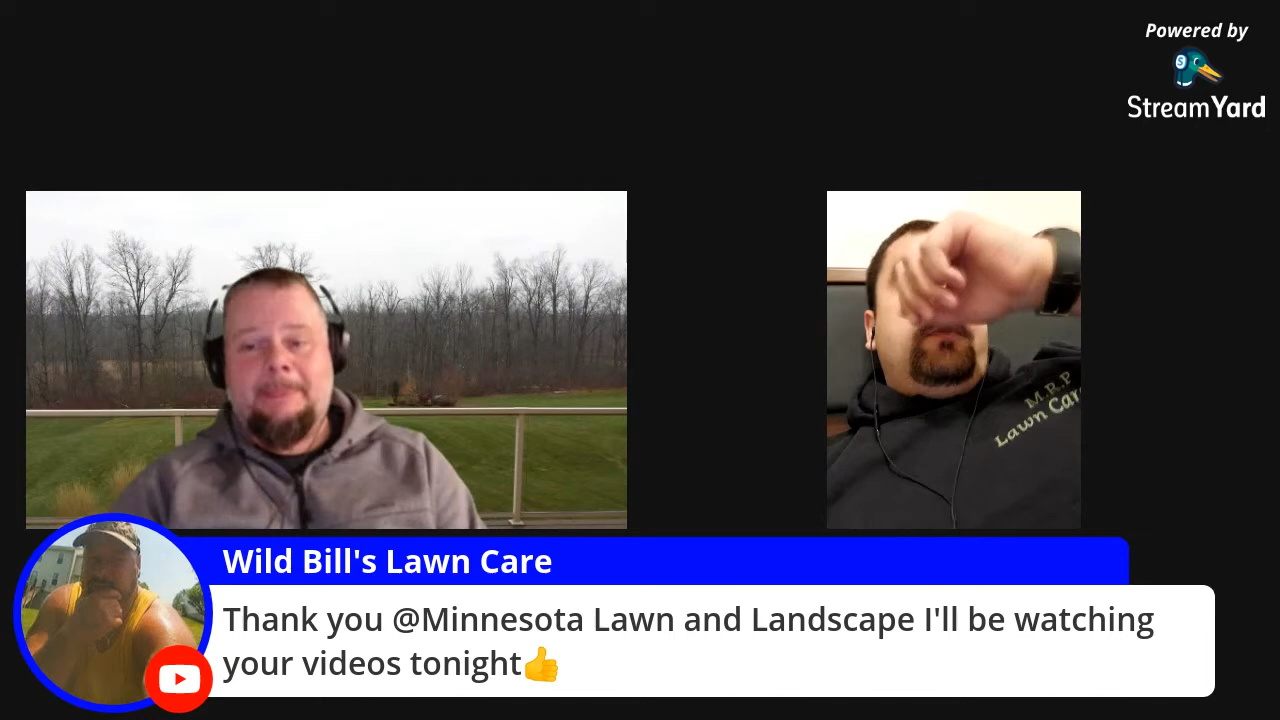 Powered by
StreamYard
M.R.P
Lawn Care
Wild Bill's Lawn Care
Thank you @Minnesota Lawn and Landscape I'll be watching
your videos tonight👍